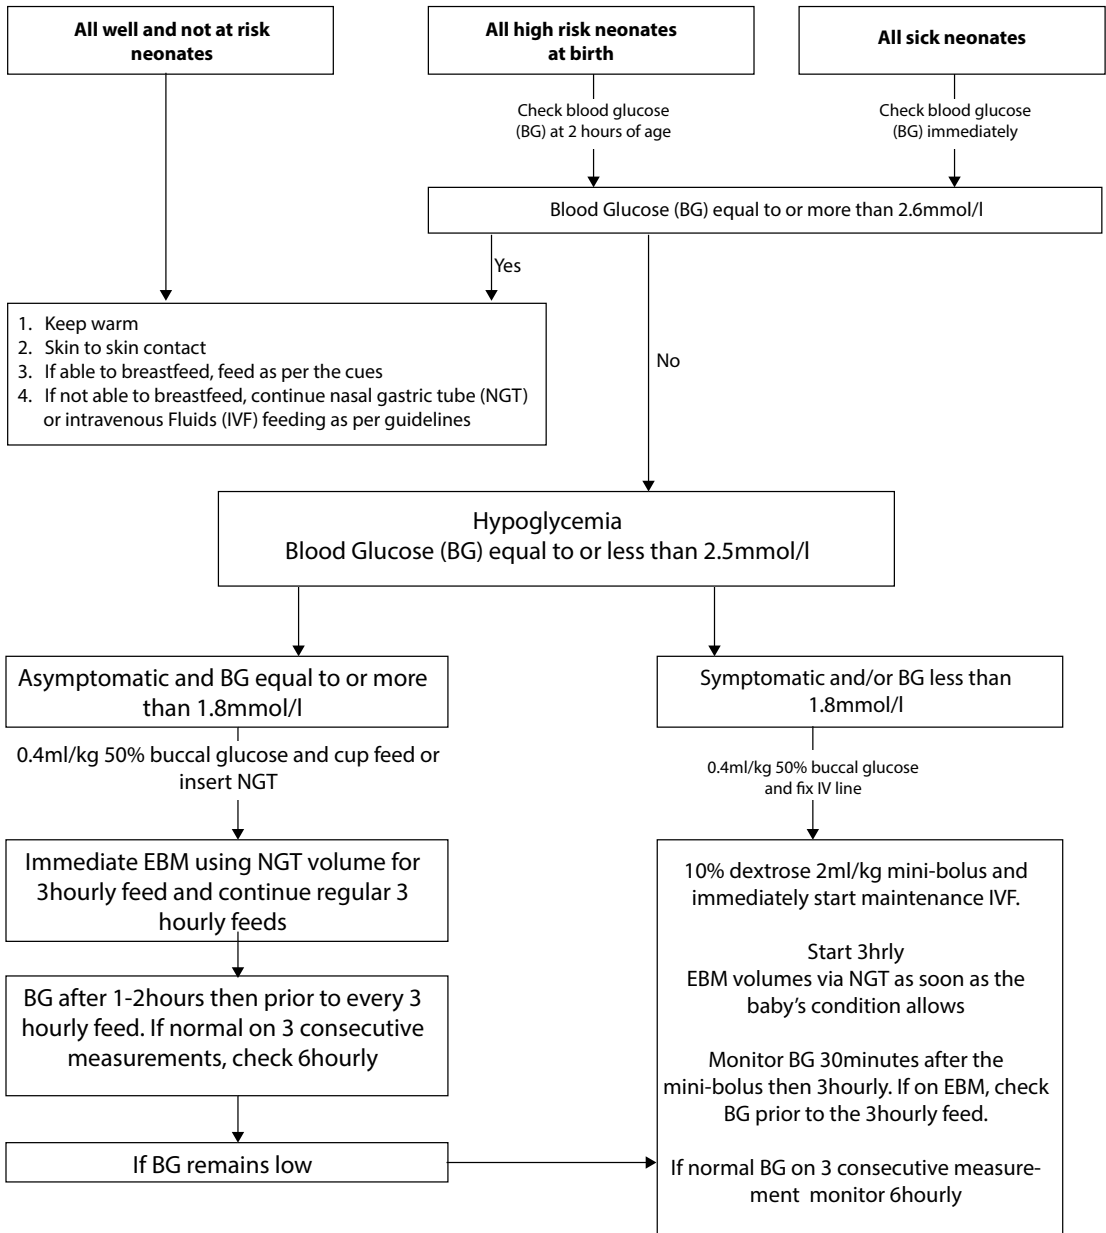 All well and not at risk
neonates
All high risk neonates
at birth
All sick neonates
Check blood glucose
(BG) at 2 hours of age
Check blood glucose
(BG) immediately
Blood Glucose (BG) equal to or more than 2.6mmol/l
Yes
No
1. Keep warm
2. Skin to skin contact
3. If able to breastfeed, feed as per the cues
4. If not able to breastfeed, continue nasal gastric tube (NGT)
or intravenous Fluids (IVF) feeding as per guidelines
Hypoglycemia
Blood Glucose (BG) equal to or less than 2.5mmol/l
Asymptomatic and BG equal to or more
than 1.8mmol/l
0.4ml/kg 50% buccal glucose and cup feed or
insert NGT
Immediate EBM using NGT volume for
3hourly feed and continue regular 3
hourly feeds
BG after 1-2hours then prior to every 3
hourly feed. If normal on 3 consecutive
measurements, check 6hourly
If BG remains low
Symptomatic and/or BG less than
1.8mmol/l
0.4ml/kg 50% buccal glucose
and fix IV line
10% dextrose 2ml/kg mini-bolus and
immediately start maintenance IVF.
Start 3hrly
EBM volumes via NGT as soon as the
baby’s condition allows
Monitor BG 30minutes after the
mini-bolus then 3hourly. If on EBM, check
BG prior to the 3hourly feed.
If normal BG on 3 consecutive measure-
ment monitor 6hourly